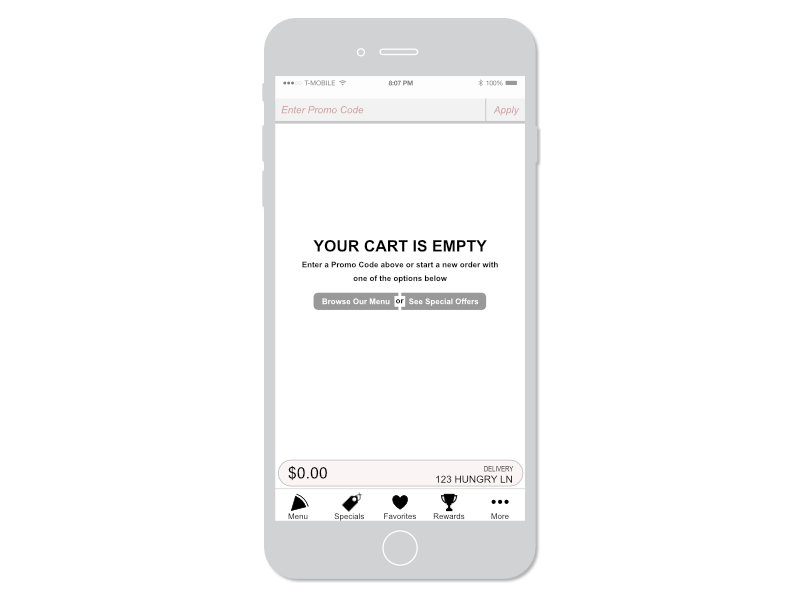 T-MOBILE 8:07 PM 100%
Enter Promo Code Apply
YOUR CART IS EMPTY
Enter a Promo Code above or start a new order with
one of the options below
Browse Our Menu or See Special Offers
$0.00
DELIVERY
123 HUNGRY LN
Menu Specials Favorites Rewards More